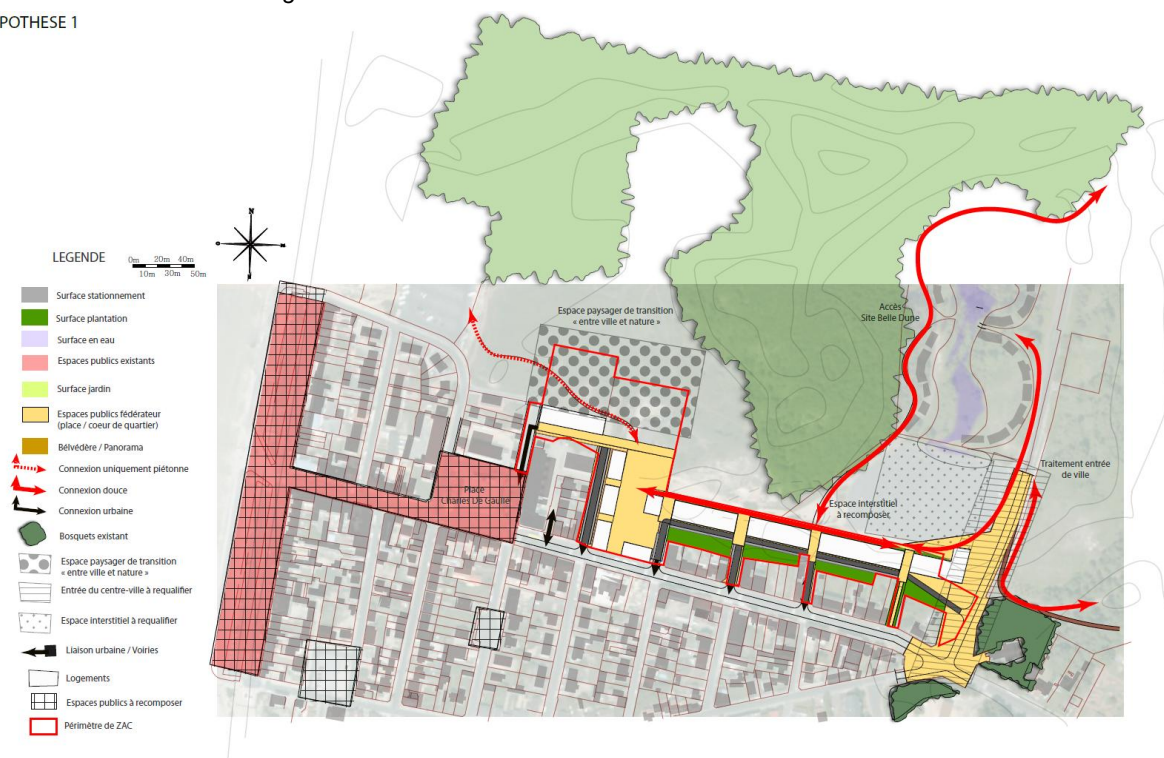 POTHESE 1
N
LEGENDE
0m 20m 40m
10m 30m 50m
Surface stationnement
Surface plantation
Surface en eau
Espaces publics existants
Surface jardin
Espaces publics fédérateur
(place / coeur de quartier)
Bélvédère / Panorama
Connexion uniquement piétonne
Connexion douce
Connexion urbaine
Bosquets existant
Espace paysager de transition
« entre ville et nature »
Entrée du centre-ville à requalifier
Espace interstitiel à requalifier
Liaison urbaine / Voiries
Logements
Espaces publics à recomposer
Périmètre de ZAC
Espace paysager de transition
« entre ville et nature »
Accès
Site Belle Dune
Traitement entrée
de ville
Place
Charles De Gaulle
Espace interstitiel
à recomposer